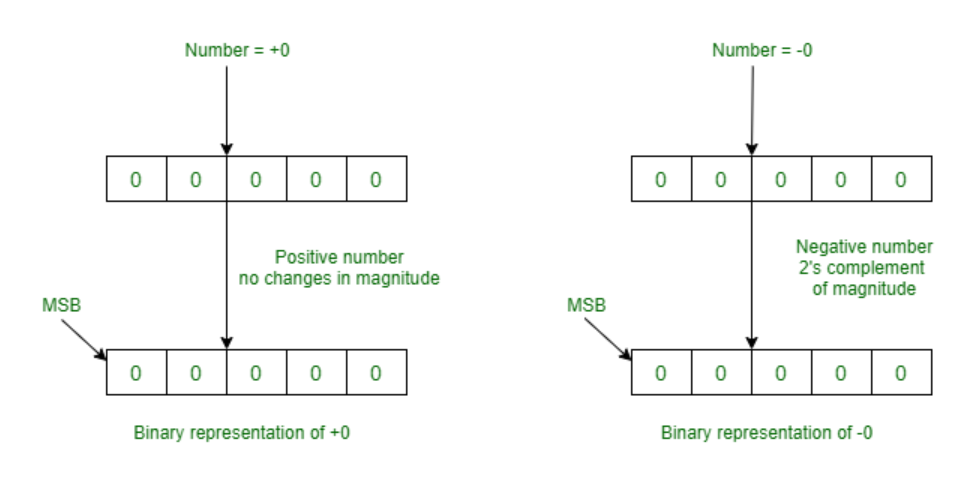 Number = +0
0 0 0 0 0
Positive number
no changes in magnitude
MSB
0 0 0 0 0
Binary representation of +0
Number = -0
0 0 0 0 0
Negative number
2's complement
of magnitude
MSB
0 0 0 0 0
Binary representation of -0